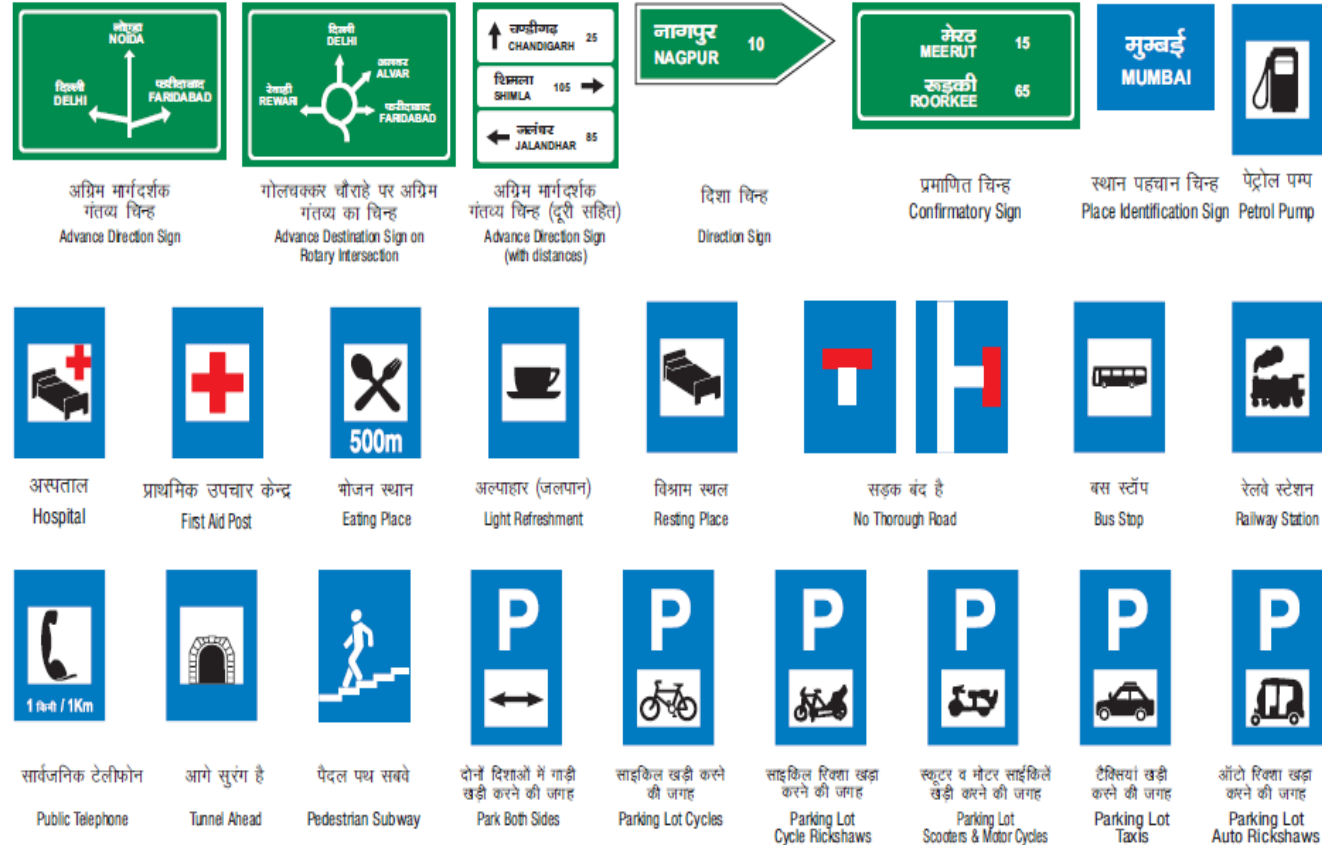 नोएडा
NOIDA
दिल्ली
DELHI
फरीदाबाद
FARIDABAD
अग्रिम मार्गदर्शक
गंतव्य चिन्ह
Advance Direction Sign
दिल्ली
DELHI
अलवर
ALVAR
रेवाड़ी
REWARI
फरीदाबाद
FARIDABAD
गोलचक्कर चौराहे पर अग्रिम
गंतव्य का चिन्ह
Advance Destination Sign on
Rotary Intersection
चण्डीगढ़
CHANDIGARH 25
शिमला
SHIMLA 105
जलंधर
JALANDHAR 85
अग्रिम मार्गदर्शक
गंतव्य चिन्ह (दूरी सहित)
Advance Direction Sign
(with distances)
नागपुर
NAGPUR 10
दिशा चिन्ह
Direction Sign
मेरठ
MEERUT 15
रूड़की
ROORKEE 65
प्रमाणित चिन्ह
Confirmatory Sign
मुम्बई
MUMBAI
स्थान पहचान चिन्ह
Place Identification Sign
पेट्रोल पम्प
Petrol Pump
अस्पताल
Hospital
प्राथमिक उपचार केन्द्र
First Aid Post
500m
भोजन स्थान
Eating Place
अल्पाहार (जलपान)
Light Refreshment
विश्राम स्थल
Resting Place
सड़क बंद है
No Thorough Road
बस स्टॉप
Bus Stop
रेलवे स्टेशन
Railway Station
1 किमी / 1Km
सार्वजनिक टेलीफोन
Public Telephone
आगे सुरंग है
Tunnel Ahead
पैदल पथ सबवे
Pedestrian Subway
P
दोनों दिशाओं में गाड़ी
खड़ी करने की जगह
Park Both Sides
P
साइकिल खड़ी करने
की जगह
Parking Lot Cycles
P
साइकिल रिक्शा खड़ा
करने की जगह
Parking Lot
Cycle Rickshaws
P
स्कूटर व मोटर साईकिलें
खड़ी करने की जगह
Parking Lot
Scooters & Motor Cycles
P
टैक्सियां खड़ी
करने की जगह
Parking Lot
Taxis
P
ऑटो रिक्शा खड़ा
करने की जगह
Parking Lot
Auto Rickshaws